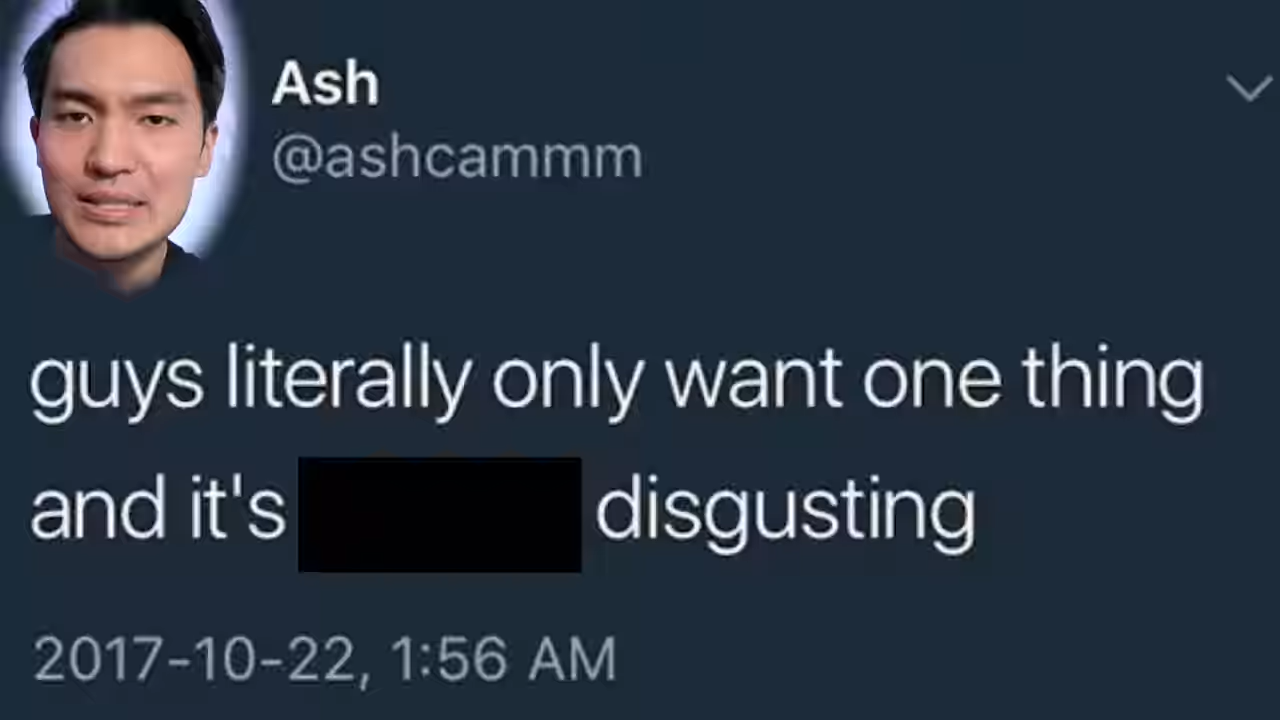 Ash
@ashcammm
guys literally only want one thing
and it's disgusting
2017-10-22, 1:56 AM